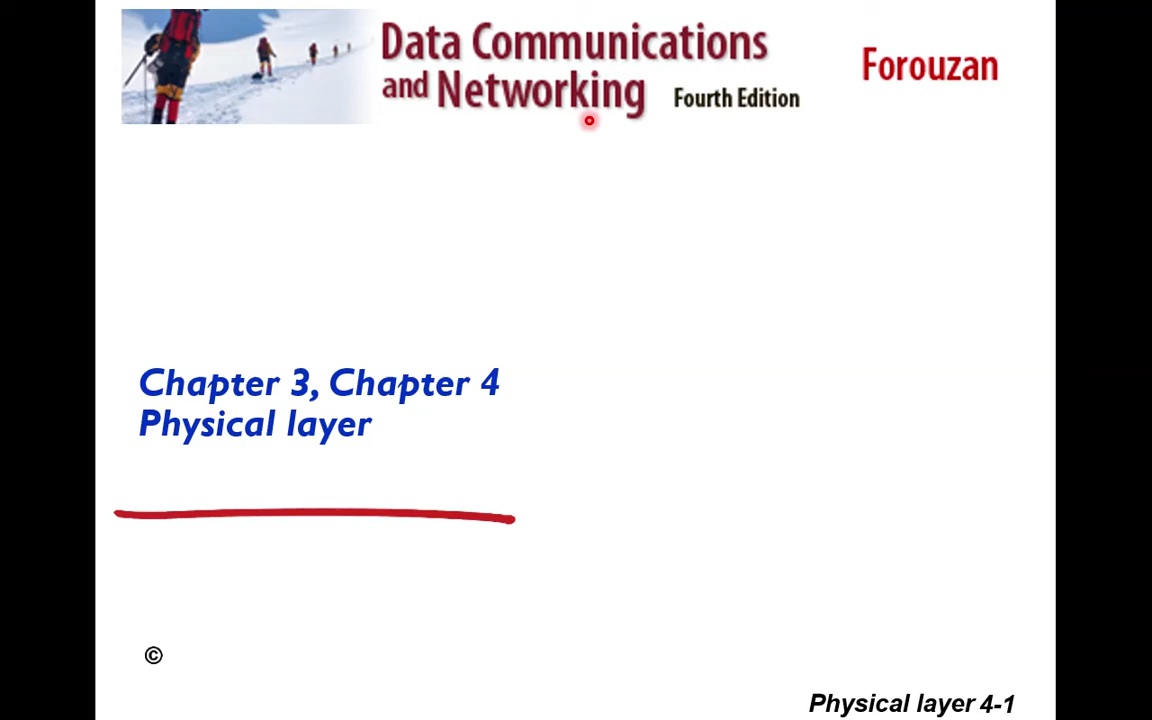 Data Communications
and Networking Fourth Edition
Forouzan
Chapter 3, Chapter 4
Physical layer
©
Physical layer 4-1